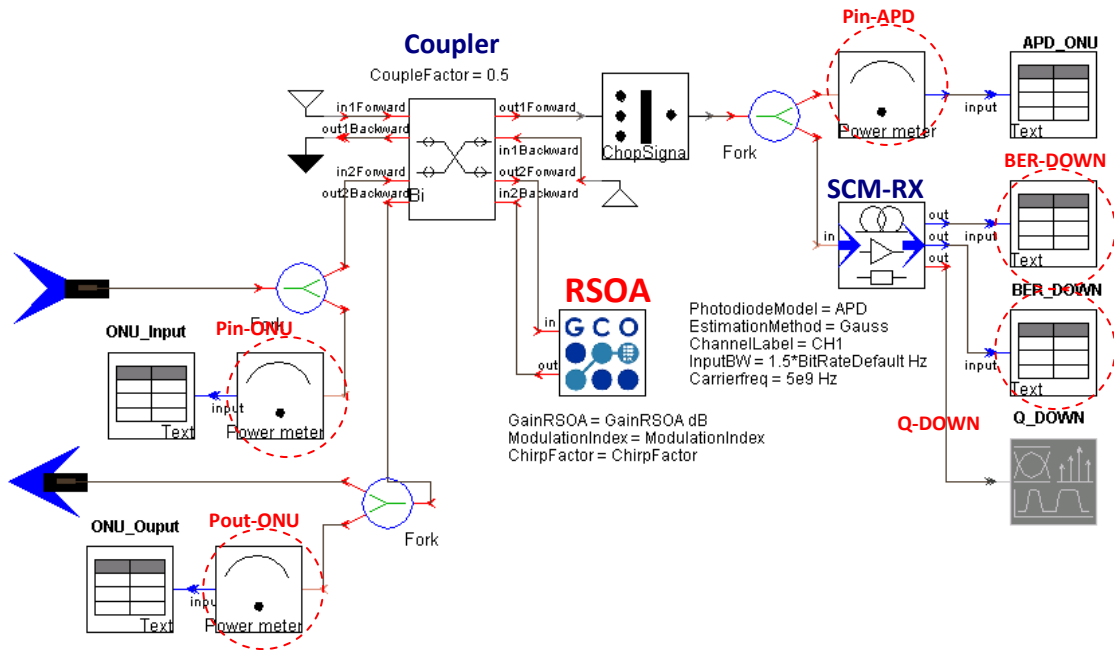 Pin-APD
Coupler
CoupleFactor = 0.5
APD_ONU
in1Forward
out1Forward
out1Backward
in1Backward
in2Forward
out2Forward
out2Backward
in2Backward
Bi
ChopSigna
Fork
Power meter
input
Text
BER-DOWN
SCM-RX
in
out
out
out
input
Text
BER_DOWN
input
Text
Q_DOWN
Q-DOWN
PhotodiodeModel = APD
EstimationMethod = Gauss
ChannelLabel = CH1
InputBW = 1.5*BitRateDefault Hz
Carrierfreq = 5e9 Hz
RSOA
in
out
G C O
GainRSOA = GainRSOA dB
ModulationIndex = ModulationIndex
ChirpFactor = ChirpFactor
Fork
ONU_Input
Pin-ONU
input
Text
Power meter
ONU_Ouput
Pout-ONU
Fork
input
Text
Power meter